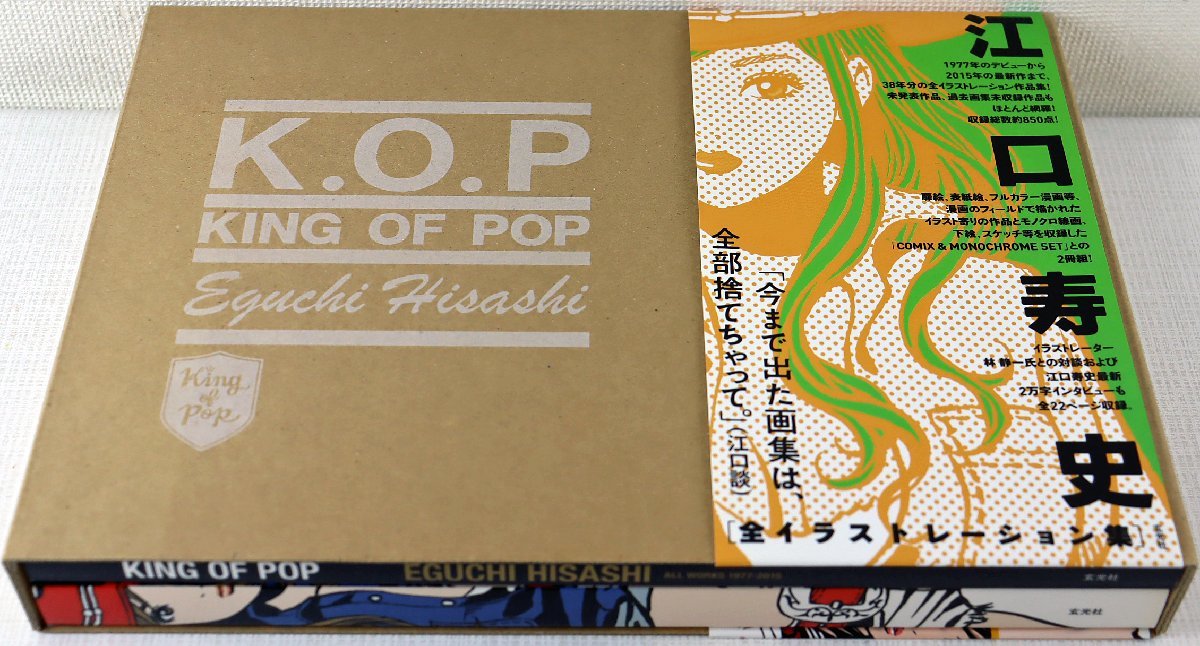 K.O.P
KING OF POP
Eguchi Hisashi
King
of
Pop
江口寿史
1977年のデビューから
2015年の最新作まで、
38年分の全イラストレーション作品集!
未発表作品、過去画集未収録作品も
ほとんど網羅!
収録総数約850点!
扉絵、表紙絵、フルカラー漫画等、
漫画のフィールドで描かれた
イラスト寄りの作品とモノクロ線画、
下絵、スケッチ等を収録した
「COMIX & MONOCHROME SET」との
2冊組!
イラストレーター
林 静一氏との対談および
江口寿史最新
2万字インタビューも
全22ページ収録。
「今まで出た画集は、
全部捨てちゃって。」(江口談)
[全イラストレーション集]
玄光社
KING OF POP EGUCHI HISASHI ALL WORKS 1977-2015 玄光社
玄光社